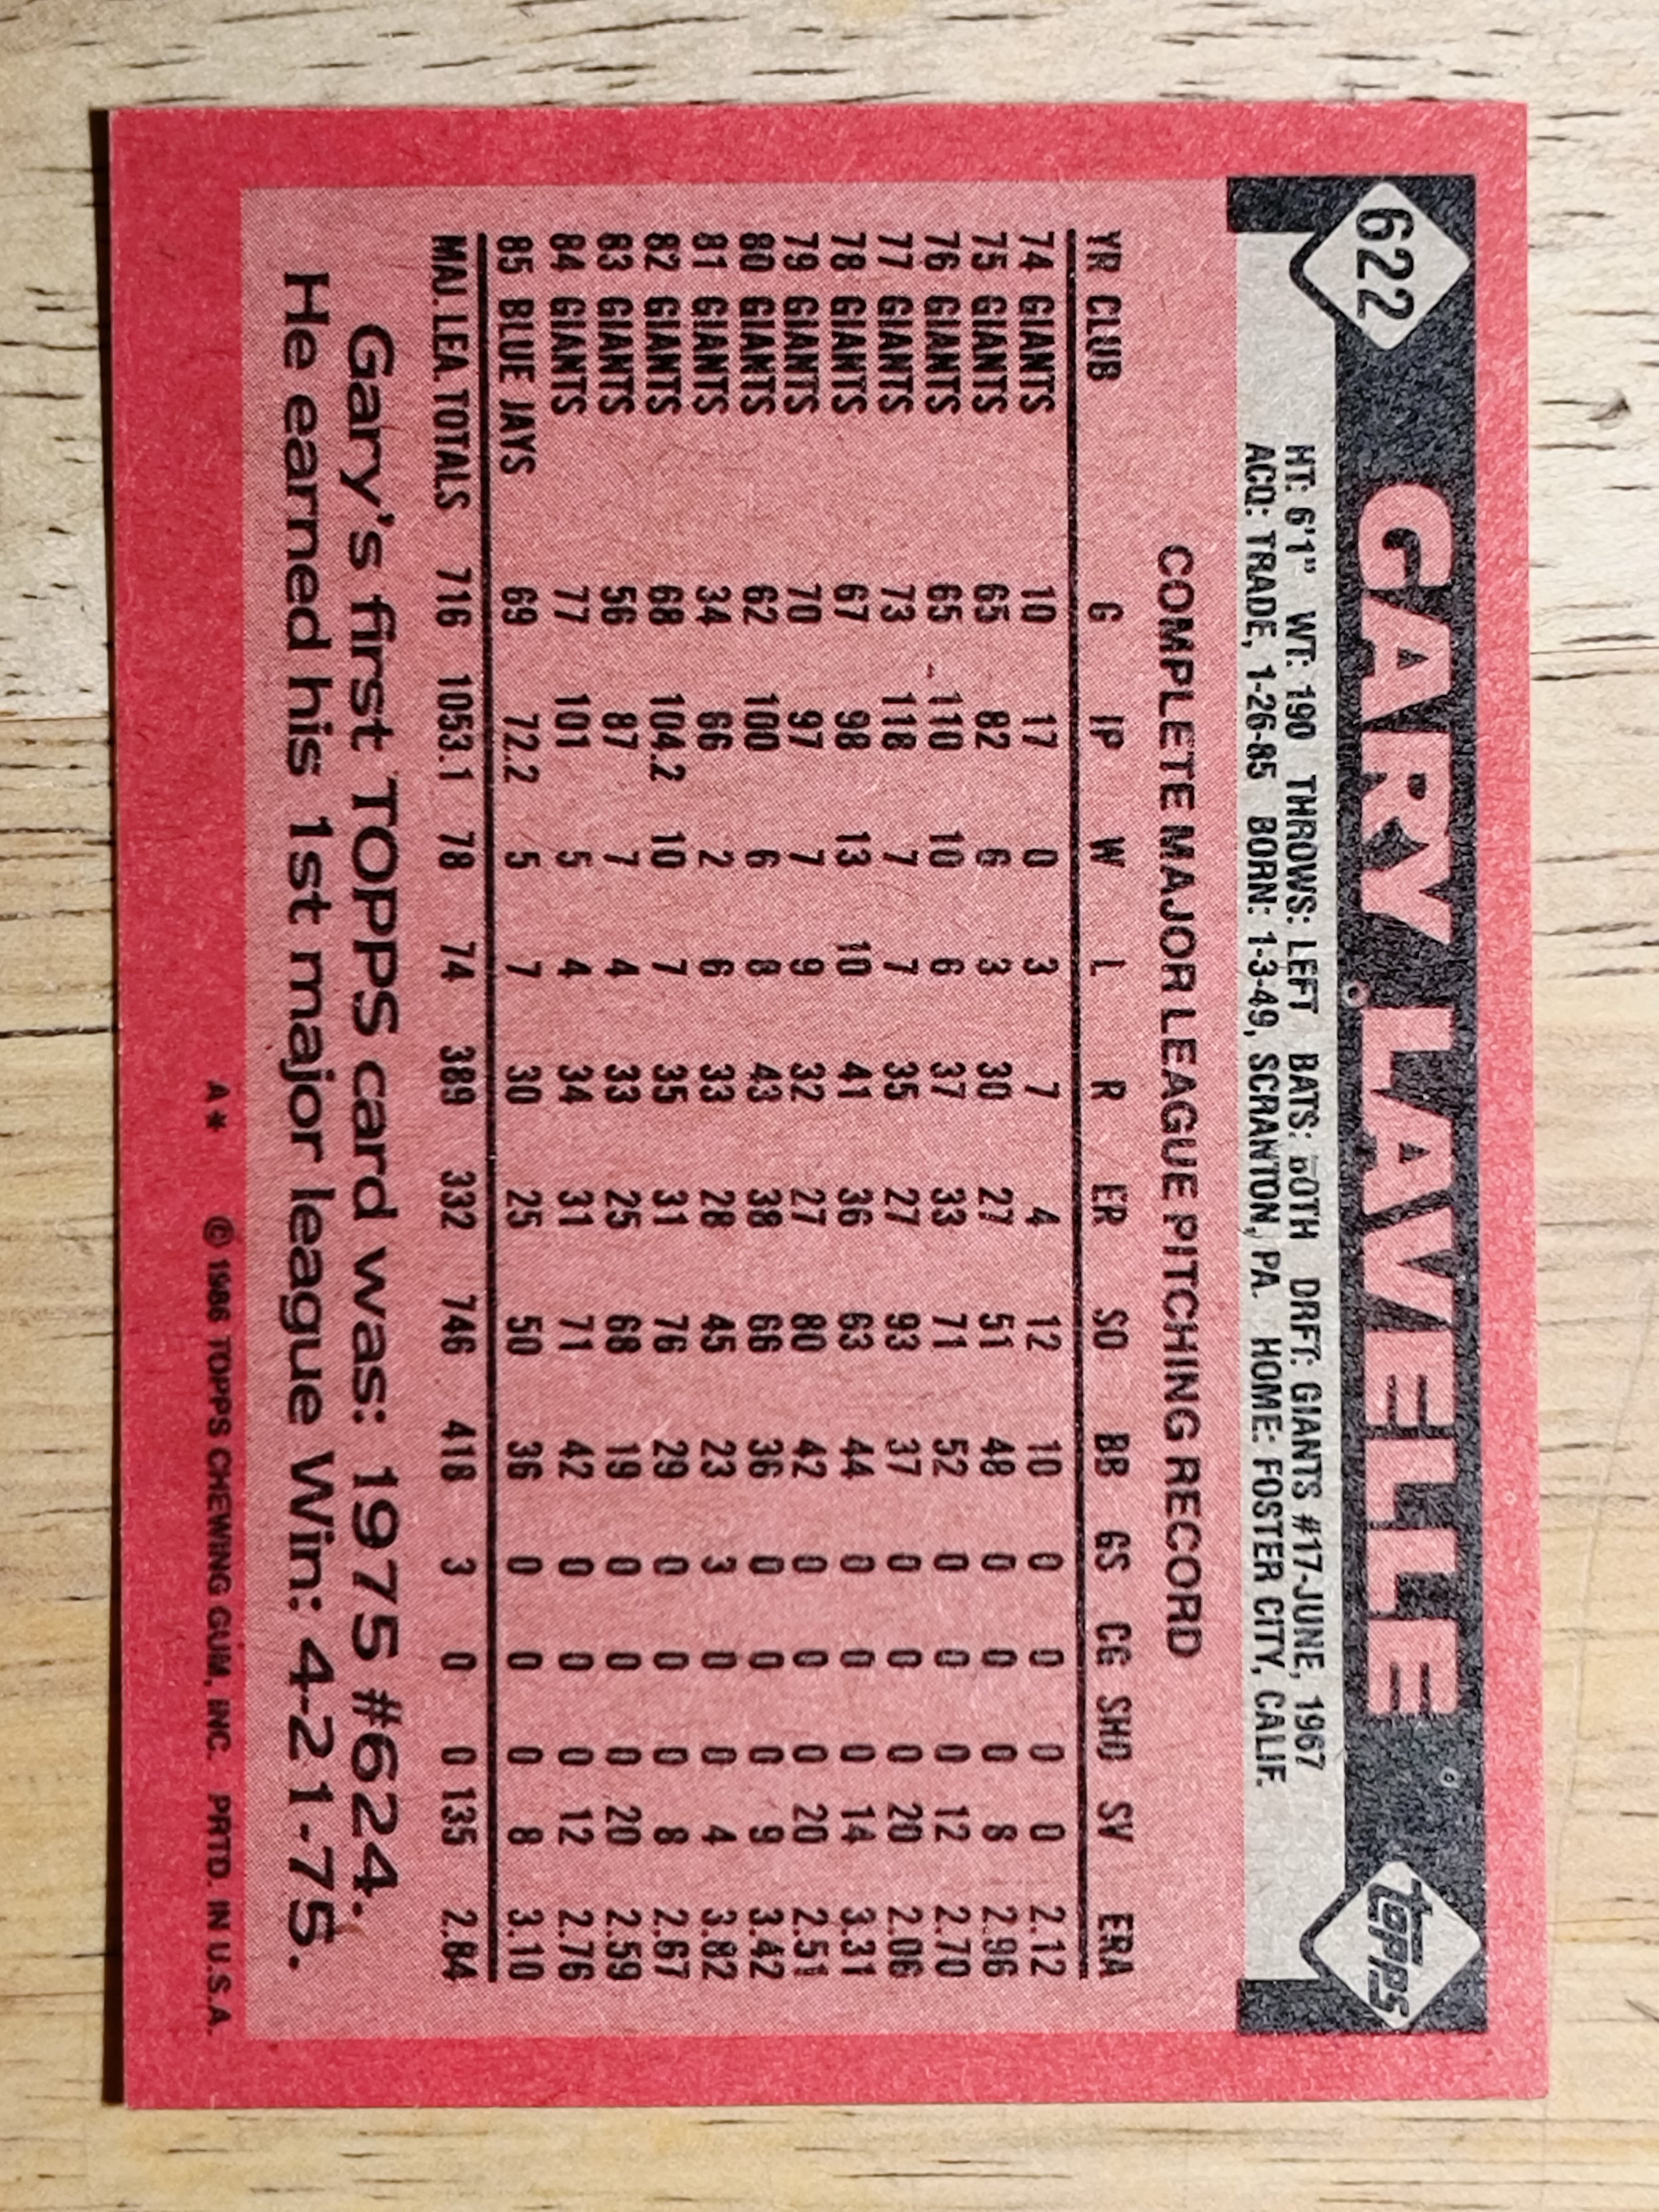 622 GARY LAVELLE TOPPS
HT: 6'1" WT: 190 THROWS: LEFT BATS: BOTH DRFT: GIANTS #17-JUNE, 1967
ACQ: TRADE, 1-26-85 BORN: 1-3-49, SCRANTON, PA. HOME: FOSTER CITY, CALIF.
COMPLETE MAJOR LEAGUE PITCHING RECORD
YR CLUB G IP W L R ER SO BB GS CG SHO SV ERA
74 GIANTS 10 17 0 3 7 4 12 10 0 0 0 0 2.12
75 GIANTS 65 82 6 3 30 27 51 48 0 0 0 8 2.96
76 GIANTS 65 110 10 6 37 33 71 52 0 0 0 12 2.70
77 GIANTS 73 118 7 7 35 27 93 37 0 0 0 20 2.06
78 GIANTS 67 98 13 10 41 36 63 44 0 0 0 14 3.31
79 GIANTS 70 97 7 9 32 27 80 42 0 0 0 20 2.51
80 GIANTS 62 100 6 8 43 38 66 36 0 0 0 9 3.42
81 GIANTS 34 66 2 6 33 28 45 23 3 0 0 4 3.82
82 GIANTS 68 104.2 10 7 35 31 76 29 0 0 0 8 2.67
83 GIANTS 56 87 7 4 33 25 68 19 0 0 0 20 2.59
84 GIANTS 77 101 5 4 34 31 71 42 0 0 0 12 2.76
85 BLUE JAYS 69 72.2 5 7 30 25 50 36 0 0 0 8 3.10
MAJ. LEA. TOTALS 716 1053.1 78 74 389 332 746 418 3 0 0 135 2.84
Gary's first TOPPS card was: 1975 #624.
He earned his 1st major league Win: 4-21-75.
A* © 1986 TOPPS CHEWING GUM, INC. PRTD. IN U.S.A.